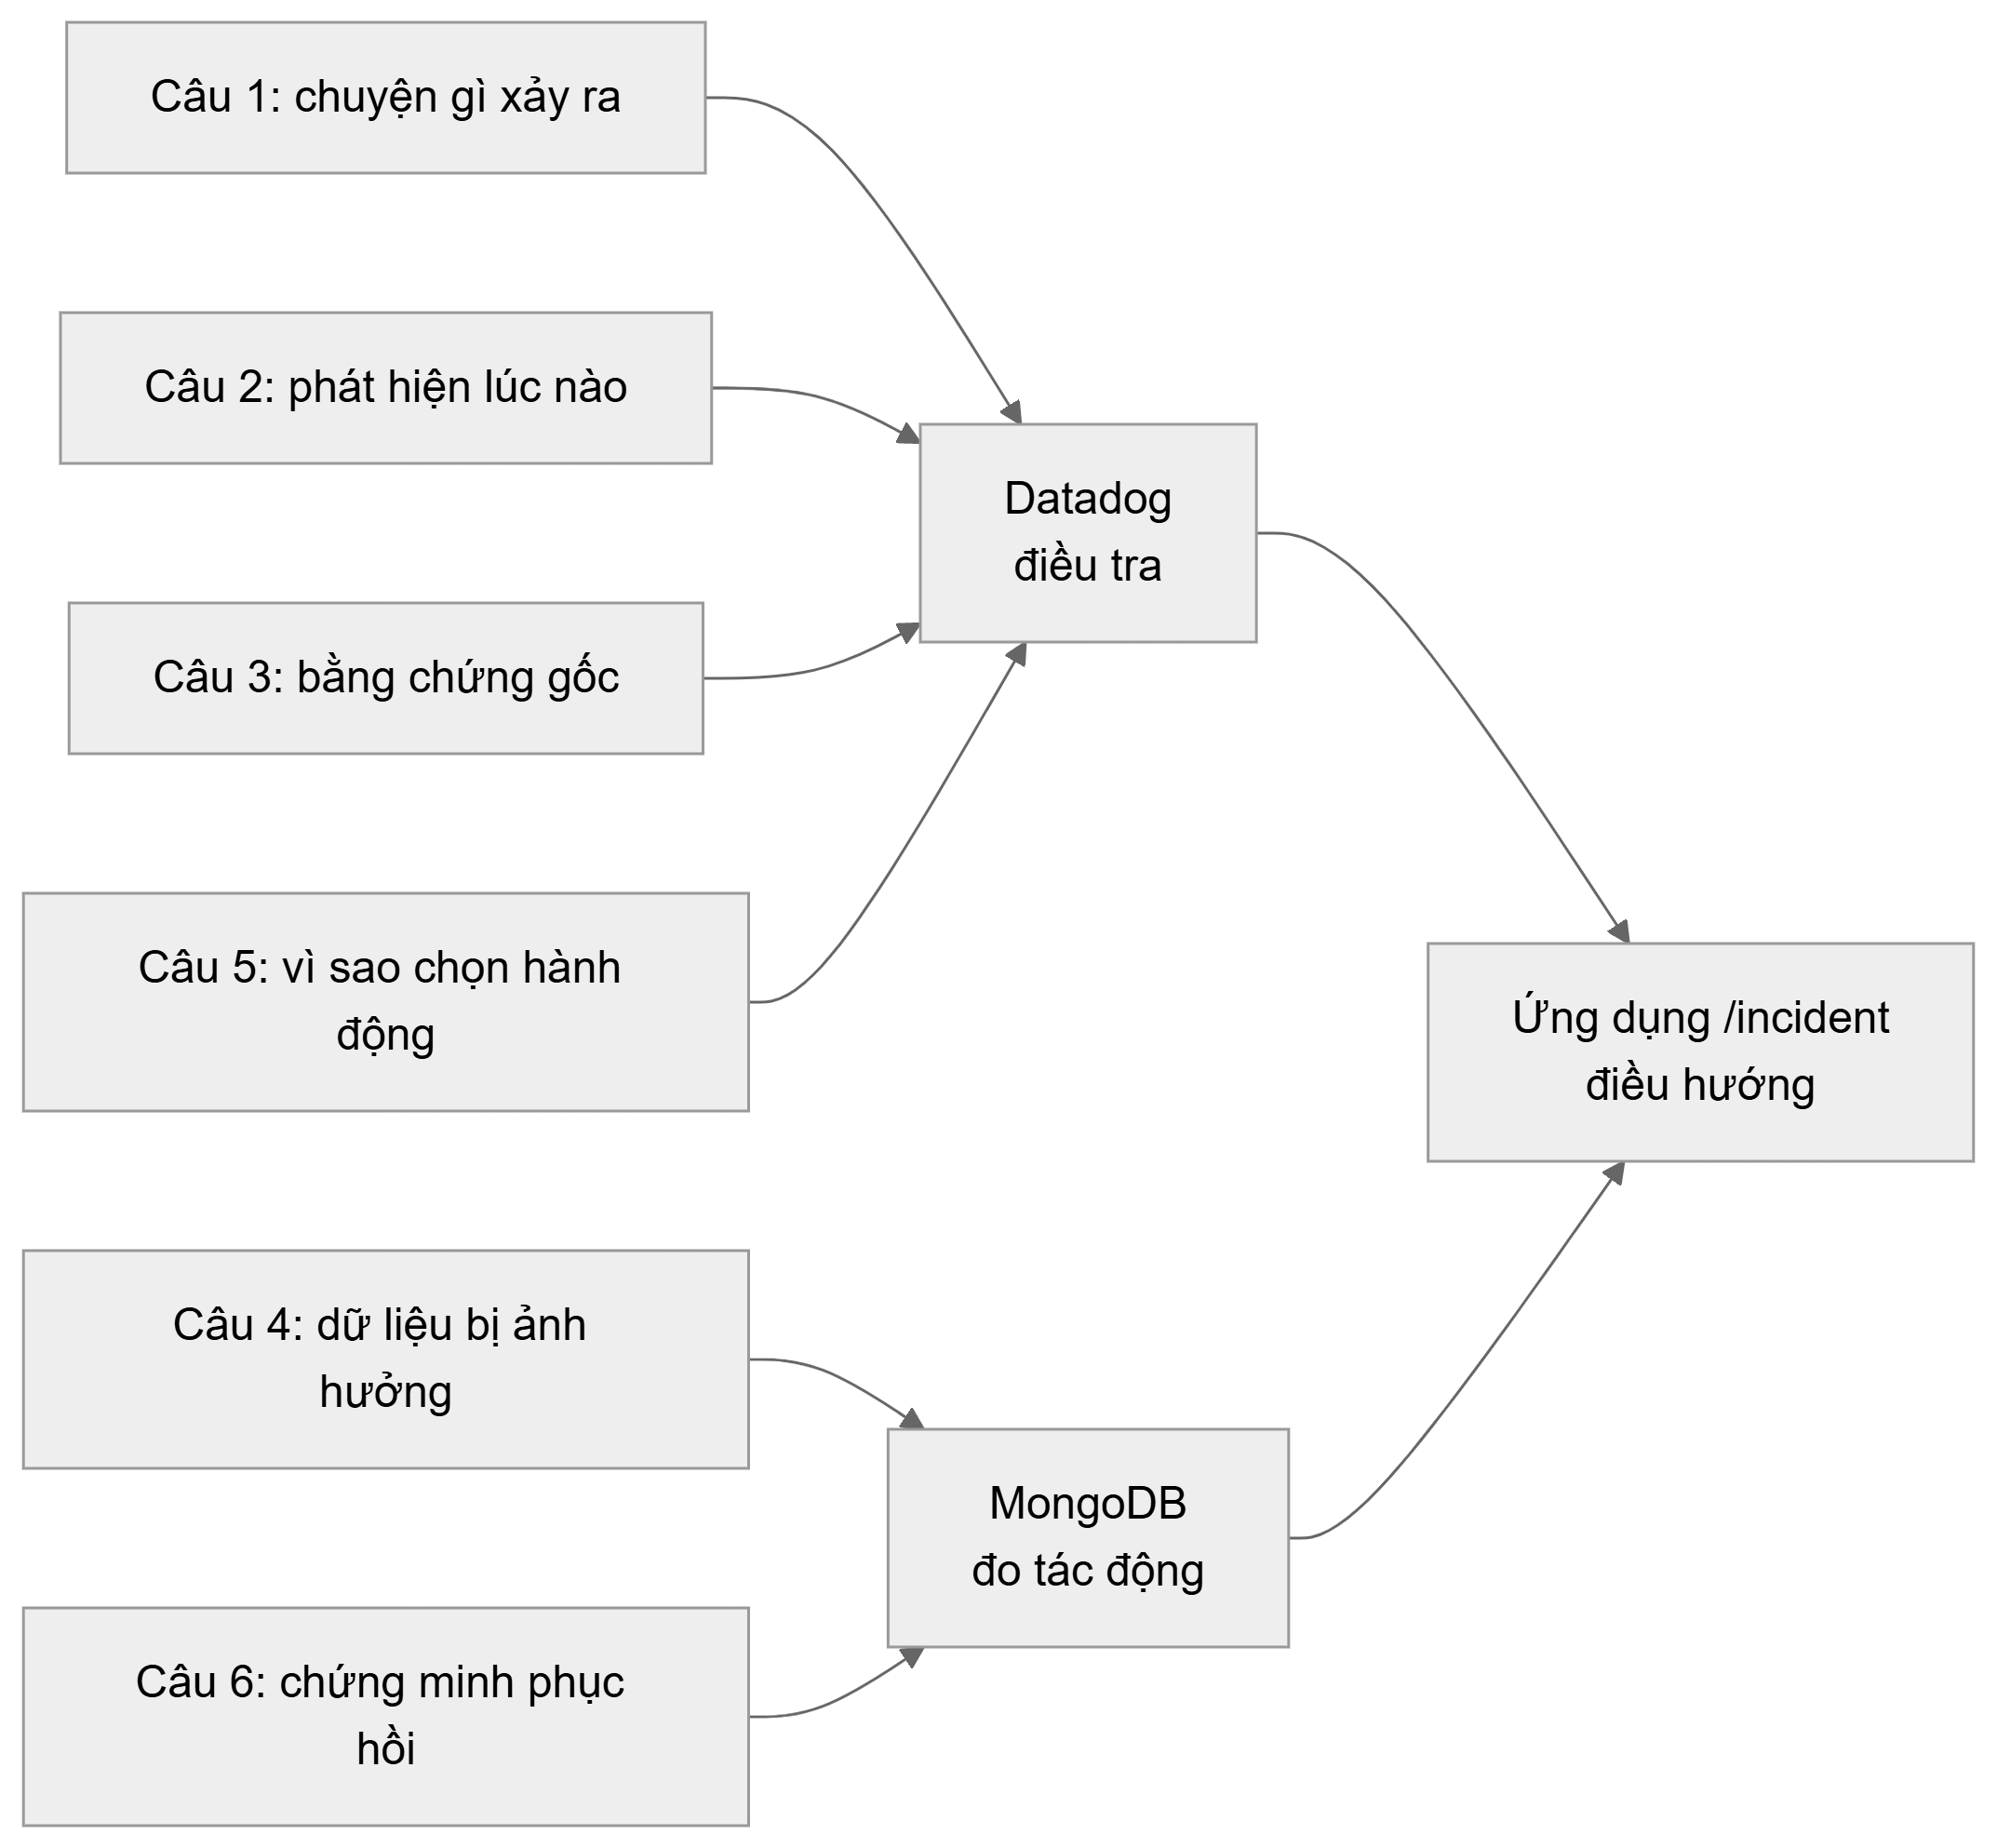 Câu 1: chuyện gì xảy ra
Câu 2: phát hiện lúc nào
Câu 3: bằng chứng gốc
Câu 5: vì sao chọn hành
động
Câu 4: dữ liệu bị ảnh
hưởng
Câu 6: chứng minh phục
hồi
Datadog
điều tra
MongoDB
đo tác động
Ứng dụng /incident
điều hướng